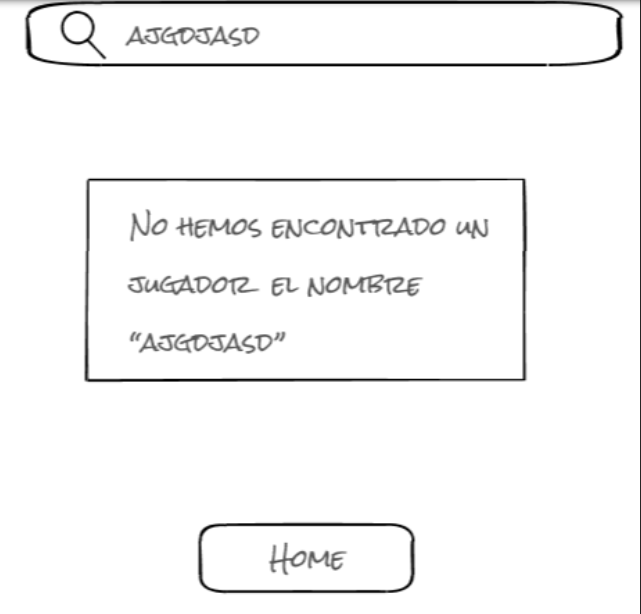 AJGDJASD
No hemos encontrado un
jugador el nombre
“AJGDJASD”
Home